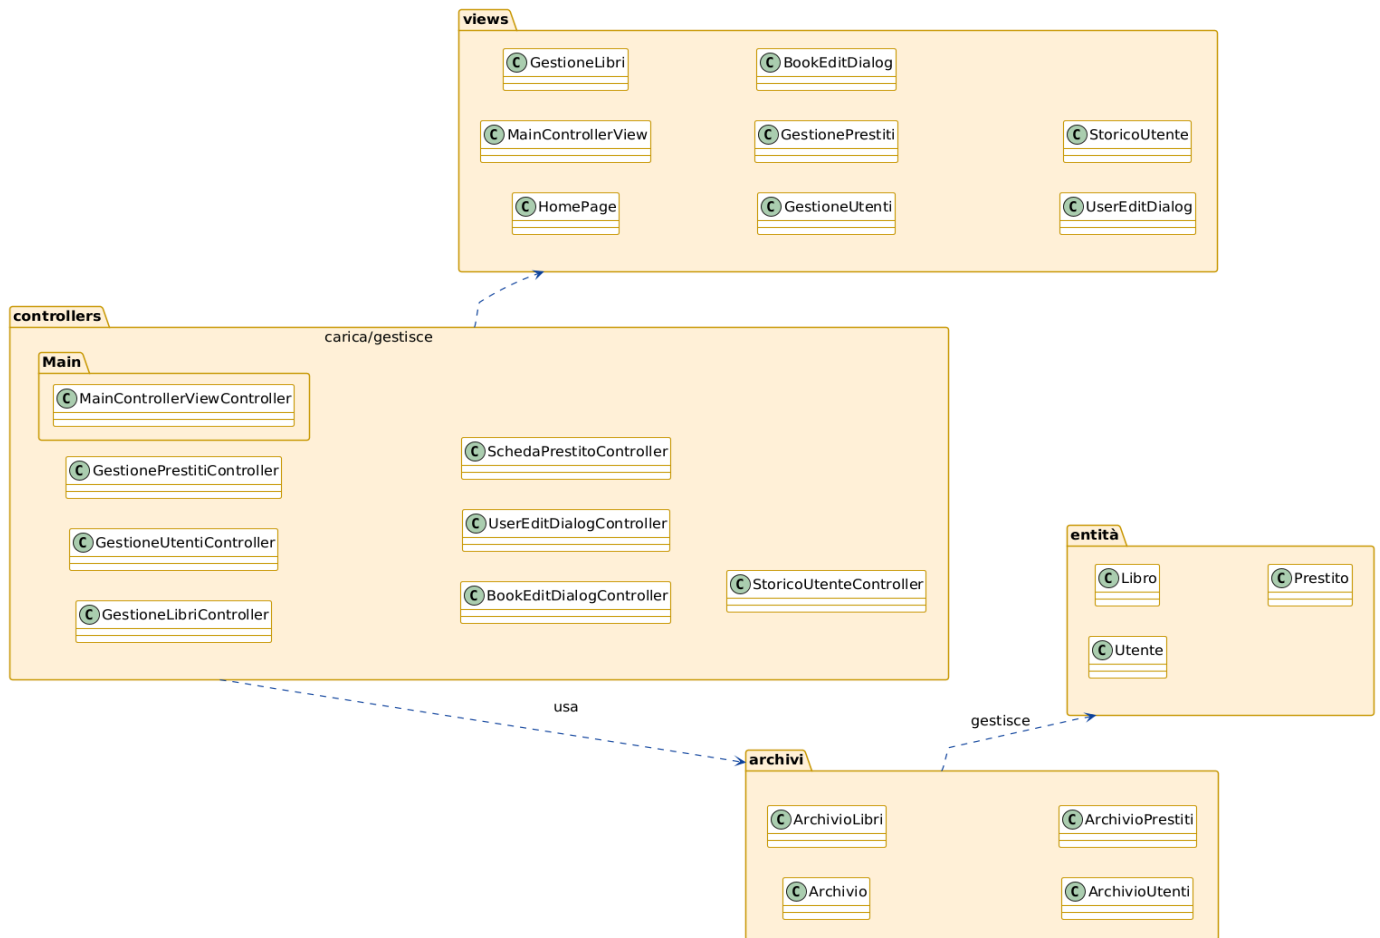 views
C GestioneLibri
C BookEditDialog
C MainControllerView
C GestionePrestiti
C StoricoUtente
C HomePage
C GestioneUtenti
C UserEditDialog
controllers
carica/gestisce
Main
C MainControllerViewController
C GestionePrestitiController
C SchedaPrestitoController
C GestioneUtentiController
C UserEditDialogController
C GestioneLibriController
C BookEditDialogController
C StoricoUtenteController
entità
C Libro
C Prestito
C Utente
usa
gestisce
archivi
C ArchivioLibri
C ArchivioPrestiti
C Archivio
C ArchivioUtenti